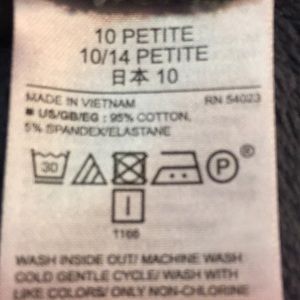 10 PETITE
10/14 PETITE
日本 10
MADE IN VIETNAM RN 54023
■ US/GB/EG : 95% COTTON,
5% SPANDEX/ELASTANE
30 P ®
1166
WASH INSIDE OUT/ MACHINE WASH
COLD GENTLE CYCLE/ WASH WITH
LIKE COLORS/ ONLY NON-CHLORINE